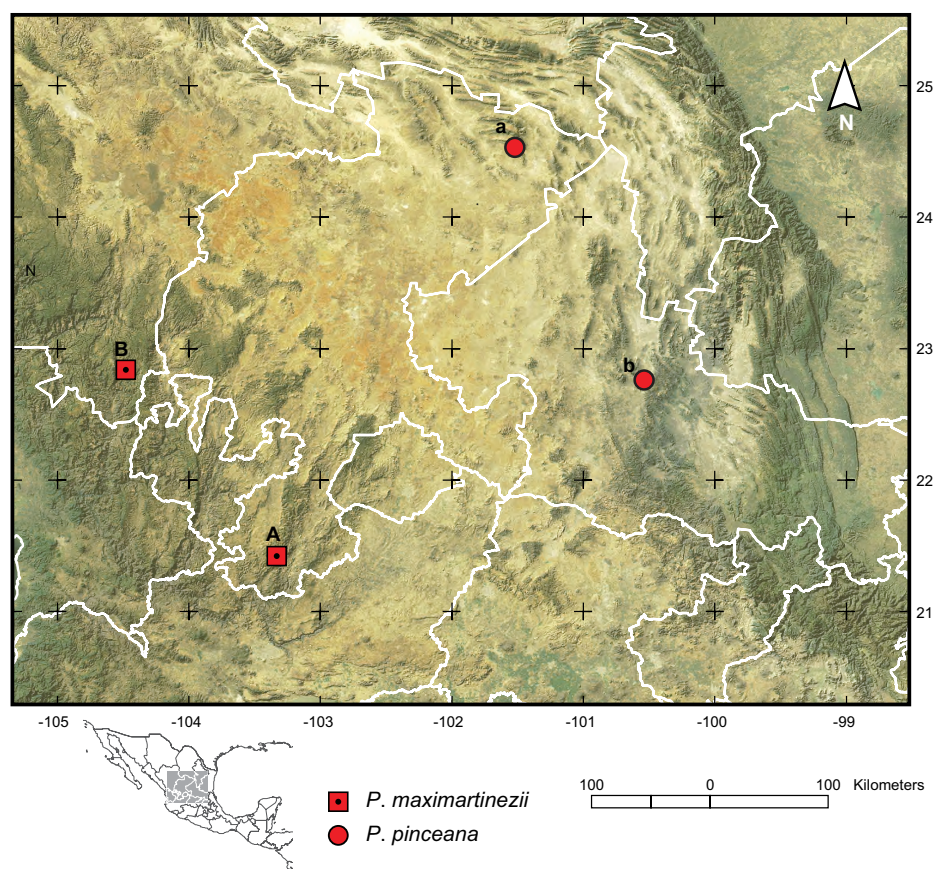 25
a
N
24
N
23
B
b
22
A
21
-105 -104 -103 -102 -101 -100 -99
100 0 100 Kilometers
P. maximartinezii
P. pinceana